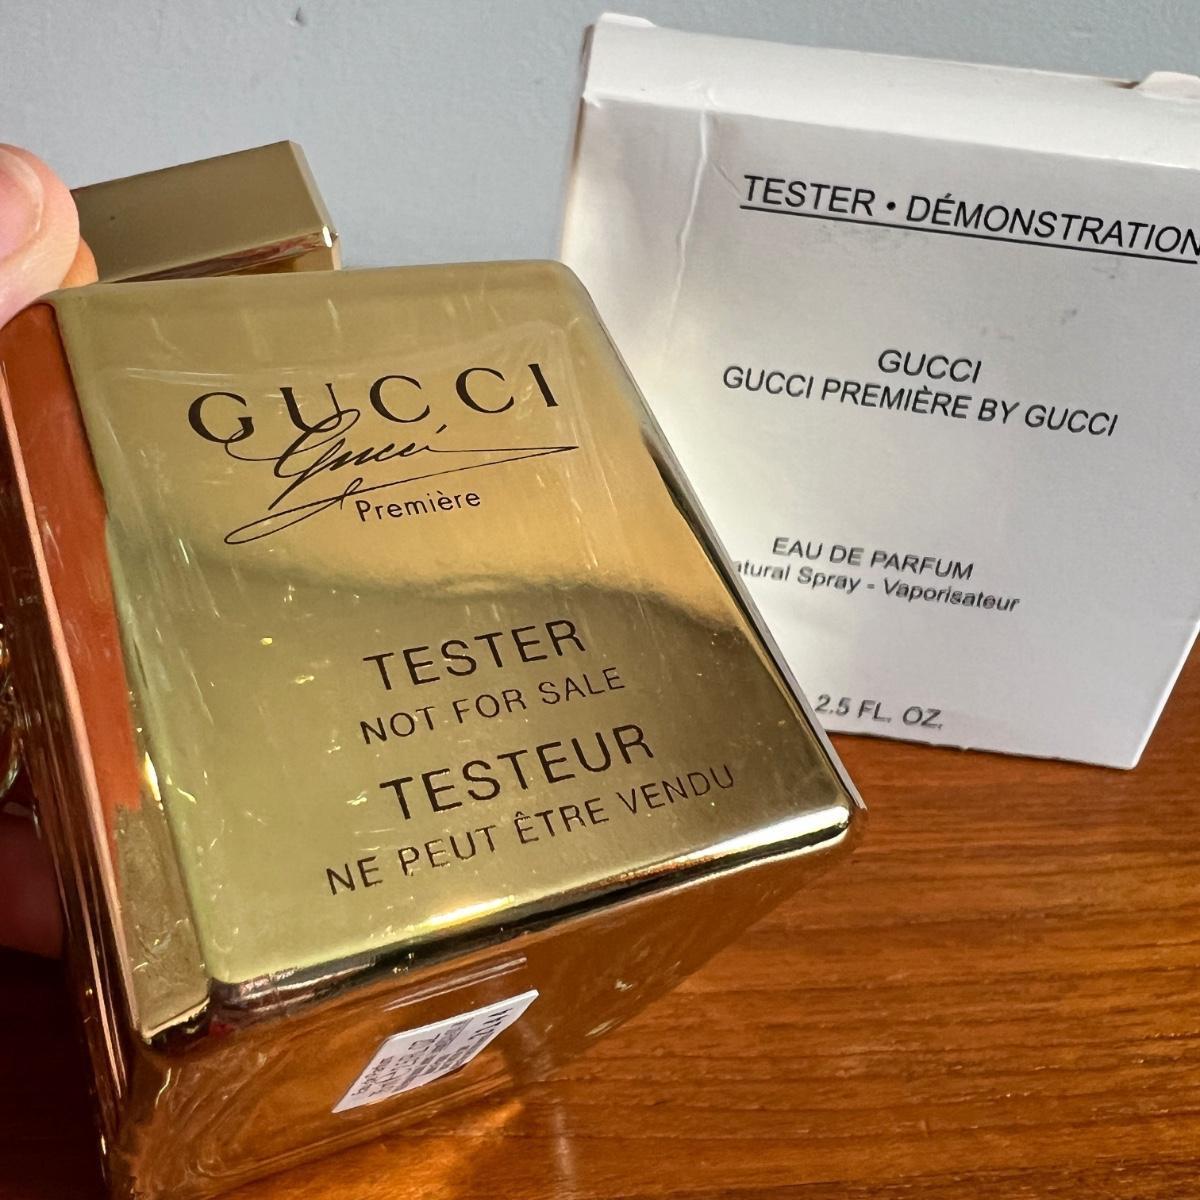 GUCCI
Gucci
Première
TESTER
NOT FOR SALE
TESTEUR
NE PEUT ÊTRE VENDU
TESTER • DÉMONSTRATION
GUCCI
GUCCI PREMIÈRE BY GUCCI
EAU DE PARFUM
Spray - Vaporisateur
2.5 FL. OZ.